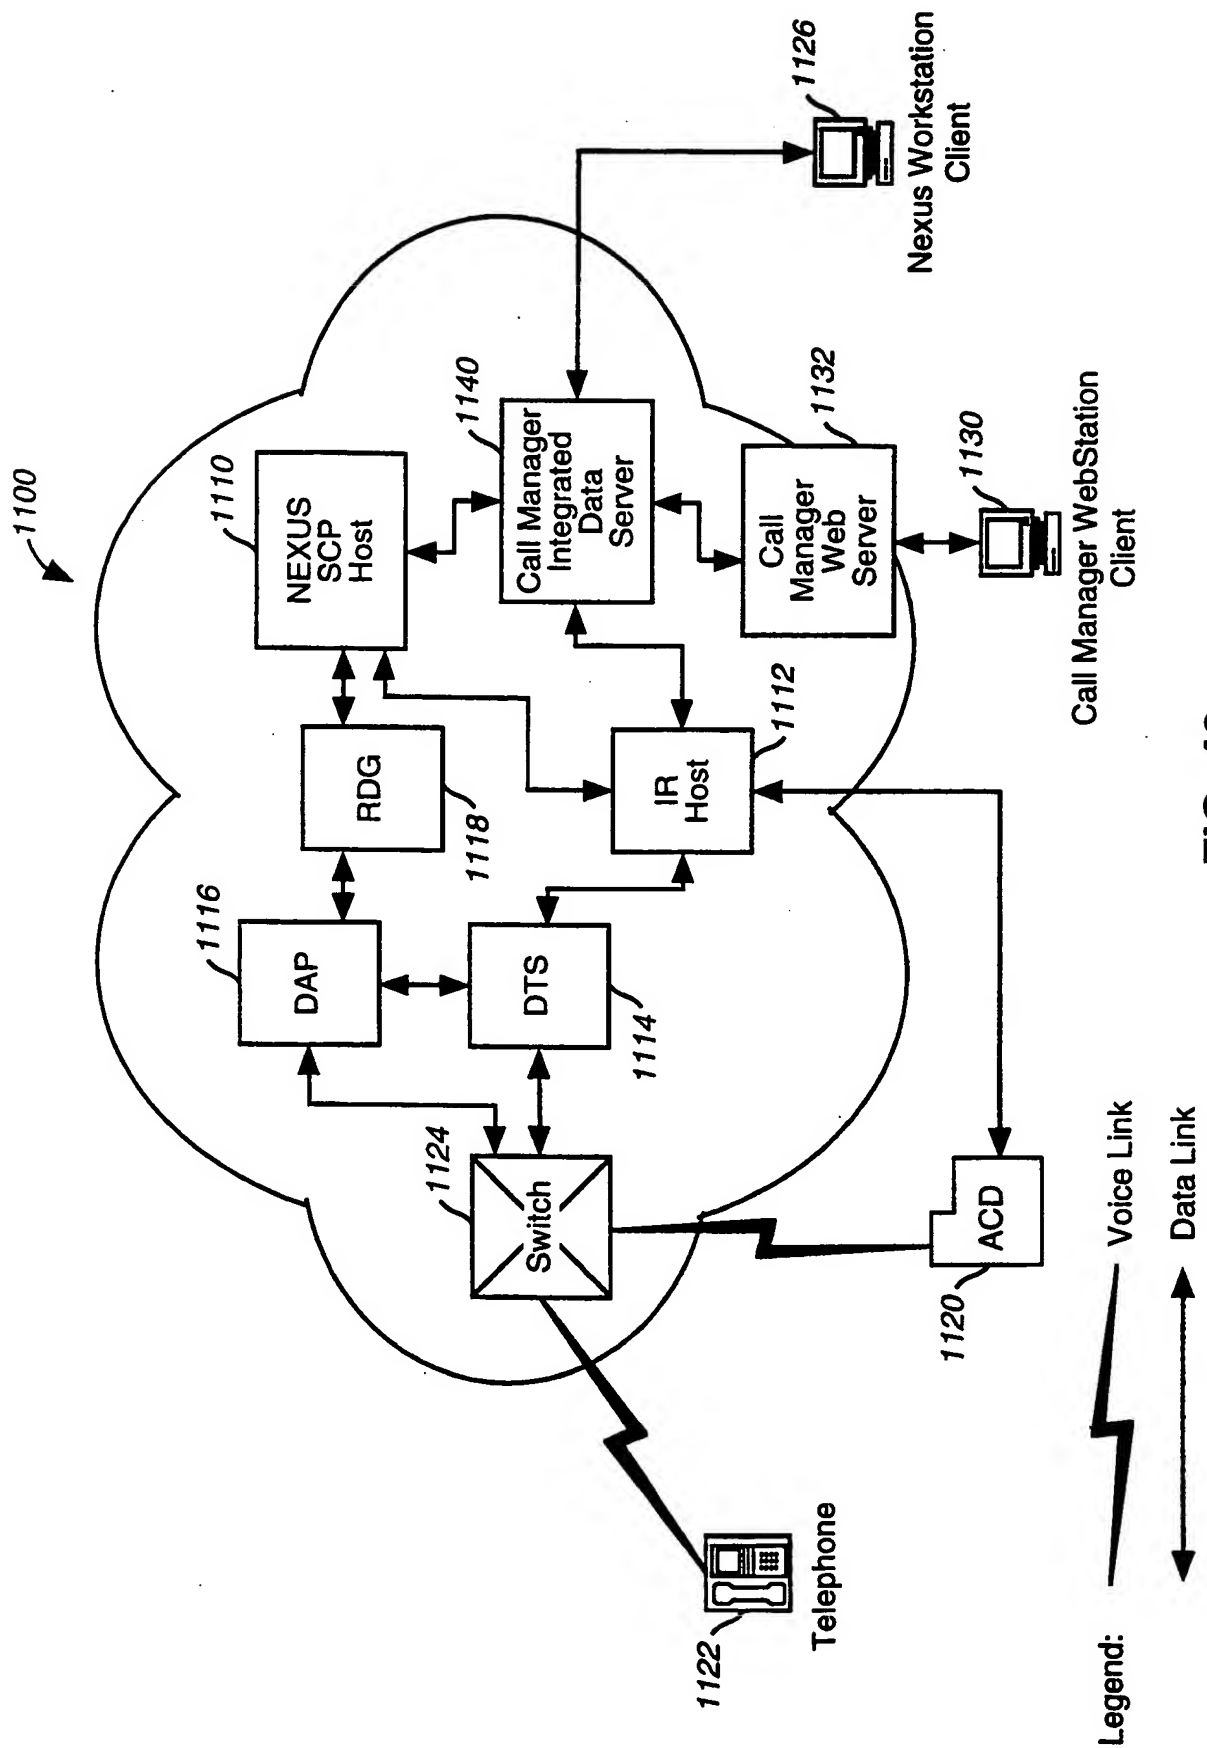 1100
1110
NEXUS
SCP
Host
1140
Call Manager
Integrated
Data
Server
1126
Nexus Workstation
Client
1132
Call
Manager
Web
Server
1130
Call Manager WebStation
Client
RDG
1118
IR
Host
1112
1116
DAP
DTS
1114
1124
Switch
ACD
1120
Telephone
1122
Legend:
Voice Link
Data Link